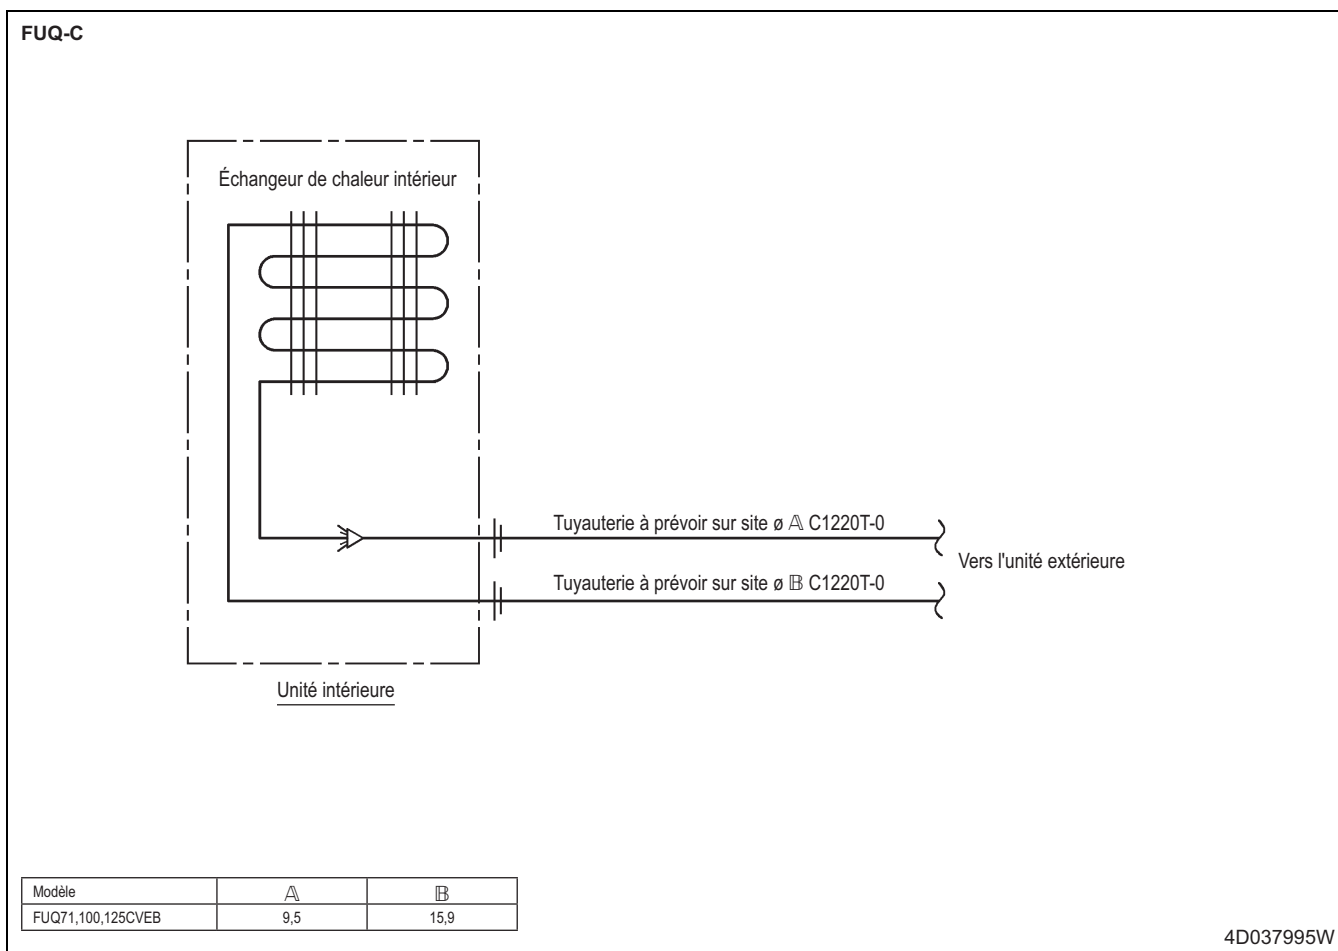 FUQ-C
Échangeur de chaleur intérieur
Tuyauterie à prévoir sur site ø 𝔸 C1220T-0
Vers l'unité extérieure
Tuyauterie à prévoir sur site ø 𝔹 C1220T-0
Unité intérieure
Modèle 𝔸 𝔹
FUQ71,100,125CVEB 9,5 15,9
4D037995W